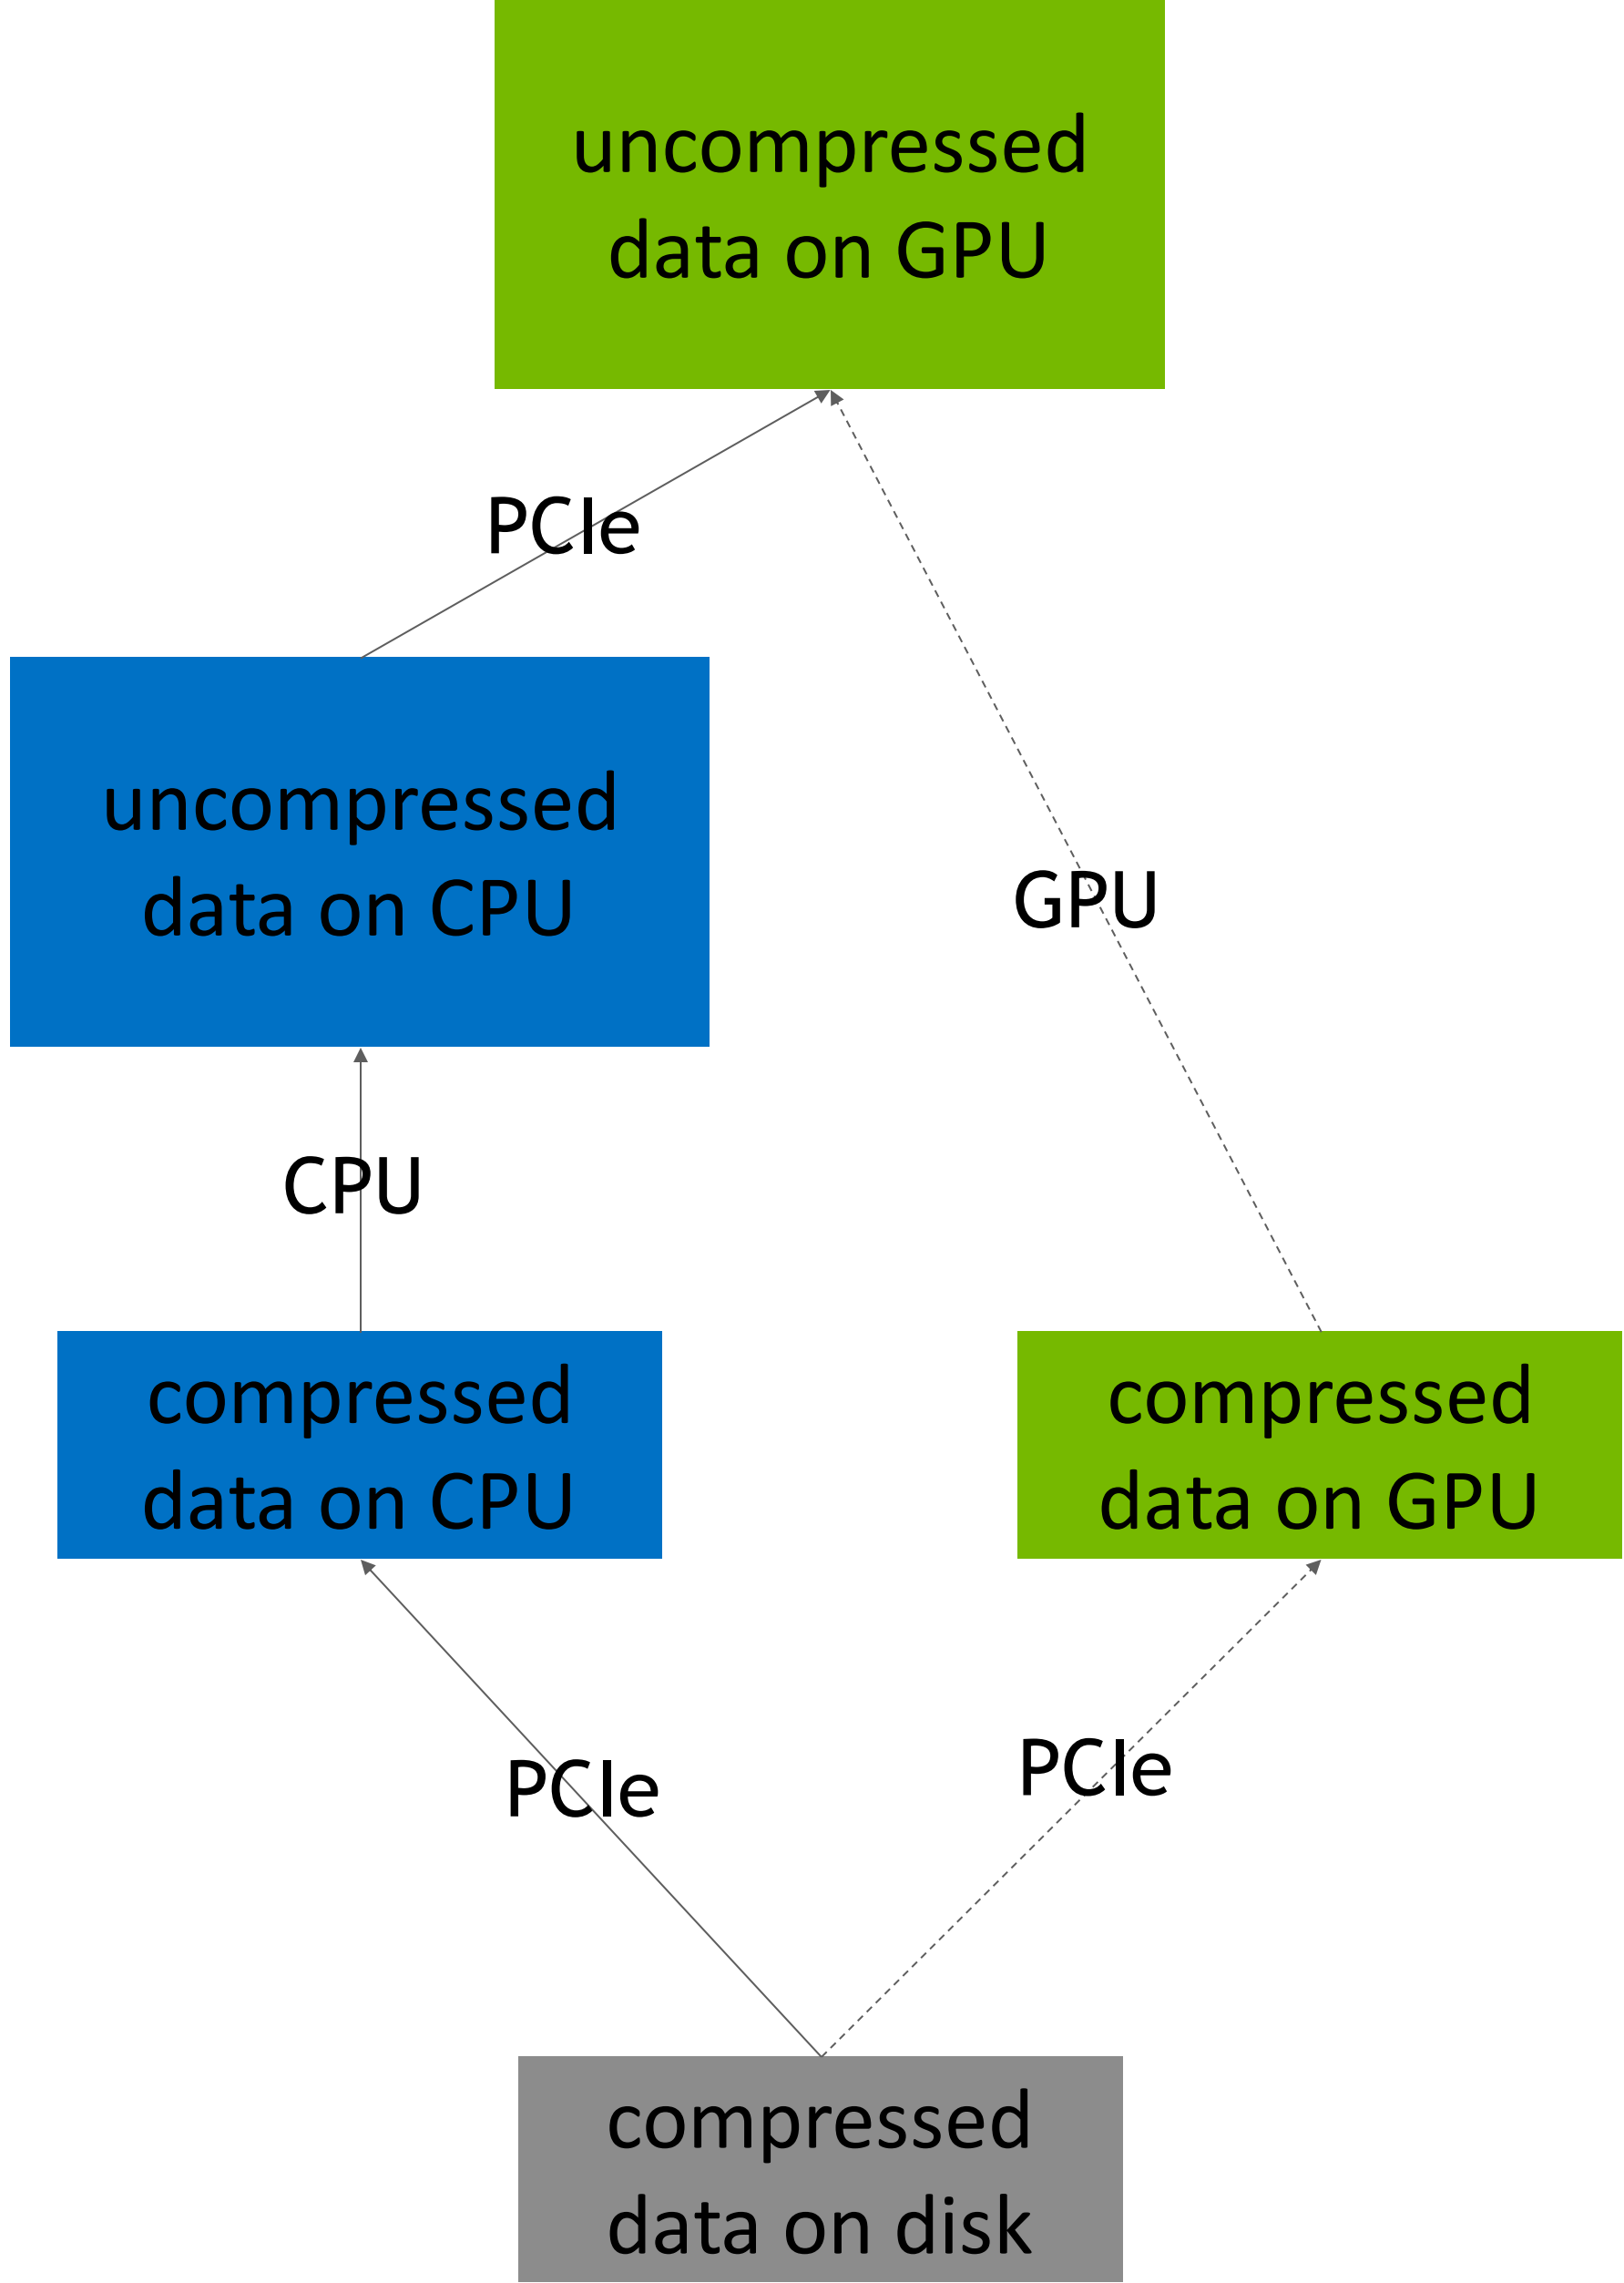 uncompressed
data on GPU
PCIe
uncompressed
data on CPU
GPU
CPU
compressed
data on CPU
compressed
data on GPU
PCIe
PCIe
compressed
data on disk